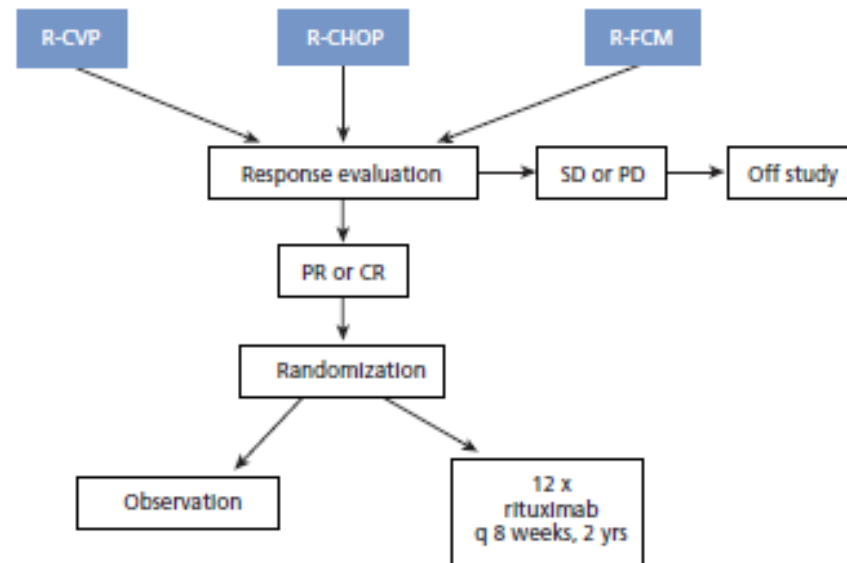 R-CVP
R-CHOP
R-FCM
Response evaluation
SD or PD
Off study
PR or CR
Randomization
Observation
12 x
rituximab
q 8 weeks, 2 yrs